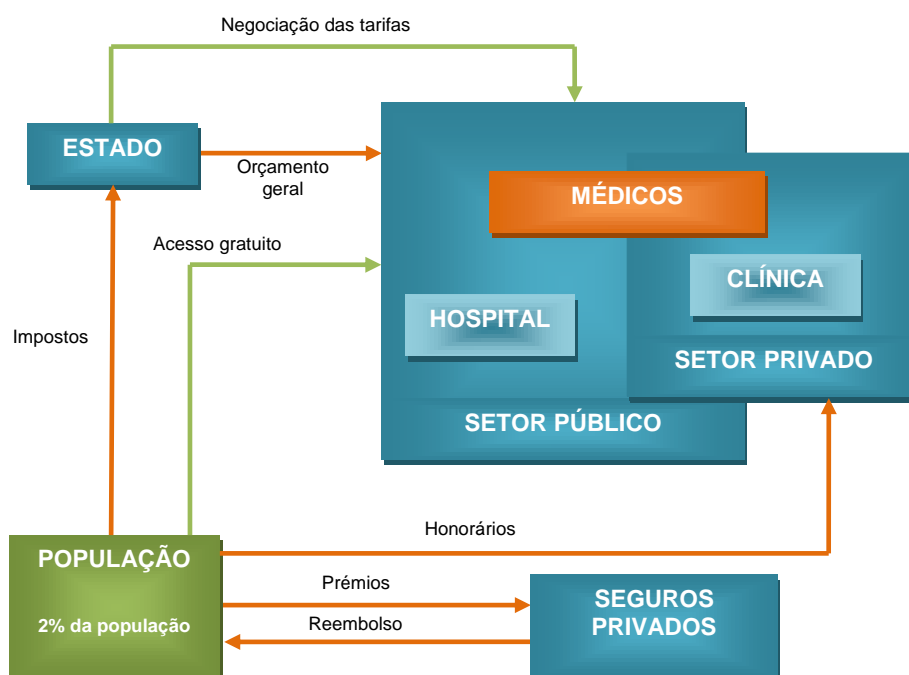 Negociação das tarifas
ESTADO
Orçamento
geral
MÉDICOS
Acesso gratuito
CLÍNICA
HOSPITAL
Impostos
SETOR PRIVADO
SETOR PÚBLICO
Honorários
POPULAÇÃO
2% da população
Prémios
Reembolso
SEGUROS
PRIVADOS